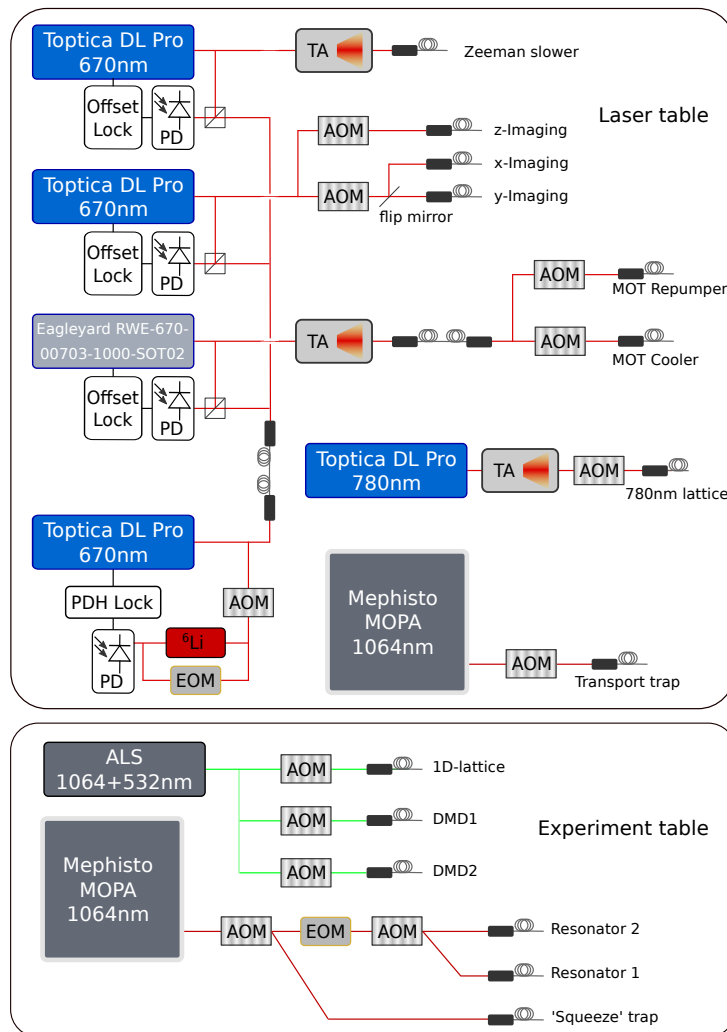 Toptica DL Pro
670nm
TA
Zeeman slower
Offset
Lock
PD
Laser table
AOM
z-Imaging
x-Imaging
Toptica DL Pro
670nm
AOM
y-Imaging
flip mirror
Offset
Lock
PD
AOM
MOT Repumper
Eagleyard RWE-670-
00703-1000-SOT02
TA
AOM
MOT Cooler
Offset
Lock
PD
Toptica DL Pro
780nm
TA
AOM
780nm lattice
Toptica DL Pro
670nm
PDH Lock
AOM
⁶Li
PD
EOM
Mephisto
MOPA
1064nm
AOM
Transport trap
ALS
1064+532nm
AOM
1D-lattice
AOM
DMD1
Experiment table
AOM
DMD2
Mephisto
MOPA
1064nm
AOM
EOM
AOM
Resonator 2
Resonator 1
'Squeeze' trap